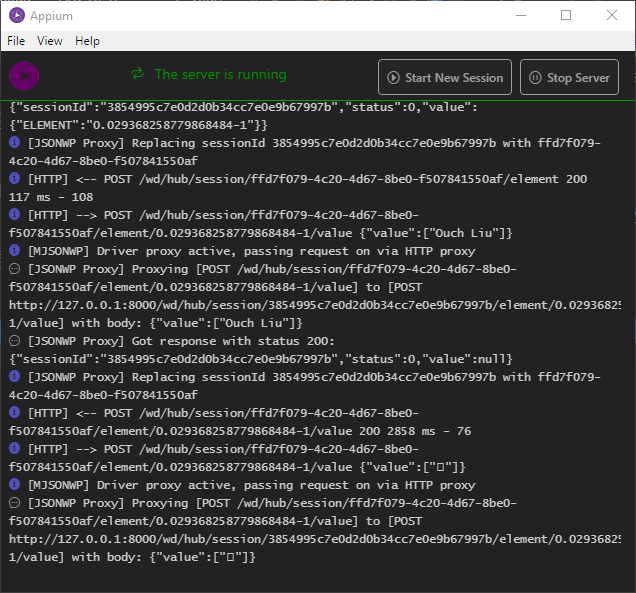 Appium
File View Help
The server is running
Start New Session
Stop Server
{"sessionId":"3854995c7e0d2d0b34cc7e0e9b67997b","status":0,"value":
{"ELEMENT":"0.029368258779868484-1"}}
[JSONWP Proxy] Replacing sessionId 3854995c7e0d2d0b34cc7e0e9b67997b with ffd7f079-
4c20-4d67-8be0-f507841550af
[HTTP] <-- POST /wd/hub/session/ffd7f079-4c20-4d67-8be0-f507841550af/element 200
117 ms - 108
[HTTP] --> POST /wd/hub/session/ffd7f079-4c20-4d67-8be0-
f507841550af/element/0.029368258779868484-1/value {"value":["Ouch Liu"]}
[MJSONWP] Driver proxy active, passing request on via HTTP proxy
[JSONWP Proxy] Proxying [POST /wd/hub/session/ffd7f079-4c20-4d67-8be0-
f507841550af/element/0.029368258779868484-1/value] to [POST
http://127.0.0.1:8000/wd/hub/session/3854995c7e0d2d0b34cc7e0e9b67997b/element/0.02936825
1/value] with body: {"value":["Ouch Liu"]}
[JSONWP Proxy] Got response with status 200:
{"sessionId":"3854995c7e0d2d0b34cc7e0e9b67997b","status":0,"value":null}
[JSONWP Proxy] Replacing sessionId 3854995c7e0d2d0b34cc7e0e9b67997b with ffd7f079-
4c20-4d67-8be0-f507841550af
[HTTP] <-- POST /wd/hub/session/ffd7f079-4c20-4d67-8be0-
f507841550af/element/0.029368258779868484-1/value 200 2858 ms - 76
[HTTP] --> POST /wd/hub/session/ffd7f079-4c20-4d67-8be0-
f507841550af/element/0.029368258779868484-1/value {"value":["□"]}
[MJSONWP] Driver proxy active, passing request on via HTTP proxy
[JSONWP Proxy] Proxying [POST /wd/hub/session/ffd7f079-4c20-4d67-8be0-
f507841550af/element/0.029368258779868484-1/value] to [POST
http://127.0.0.1:8000/wd/hub/session/3854995c7e0d2d0b34cc7e0e9b67997b/element/0.02936825
1/value] with body: {"value":["□"]}